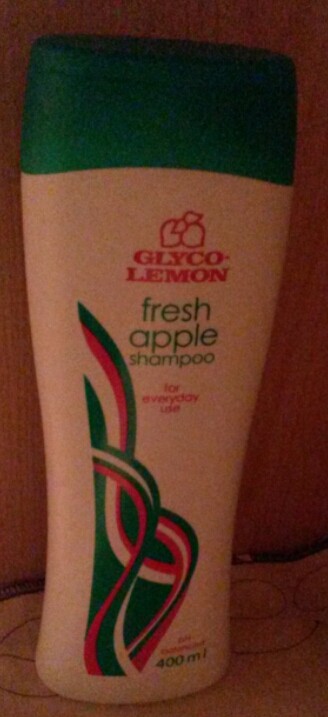 GLYCO-
LEMON
fresh
apple
shampoo
for
everyday
use
400 ml